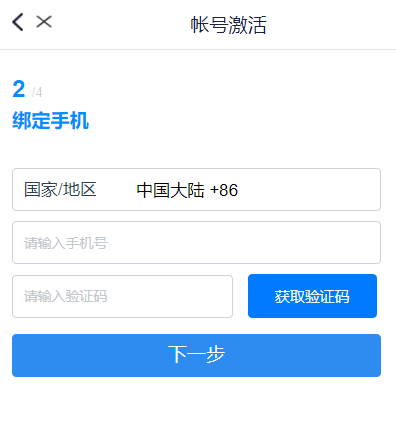 帐号激活
2 /4
绑定手机
国家/地区 中国大陆 +86
请输入手机号
请输入验证码 获取验证码
下一步